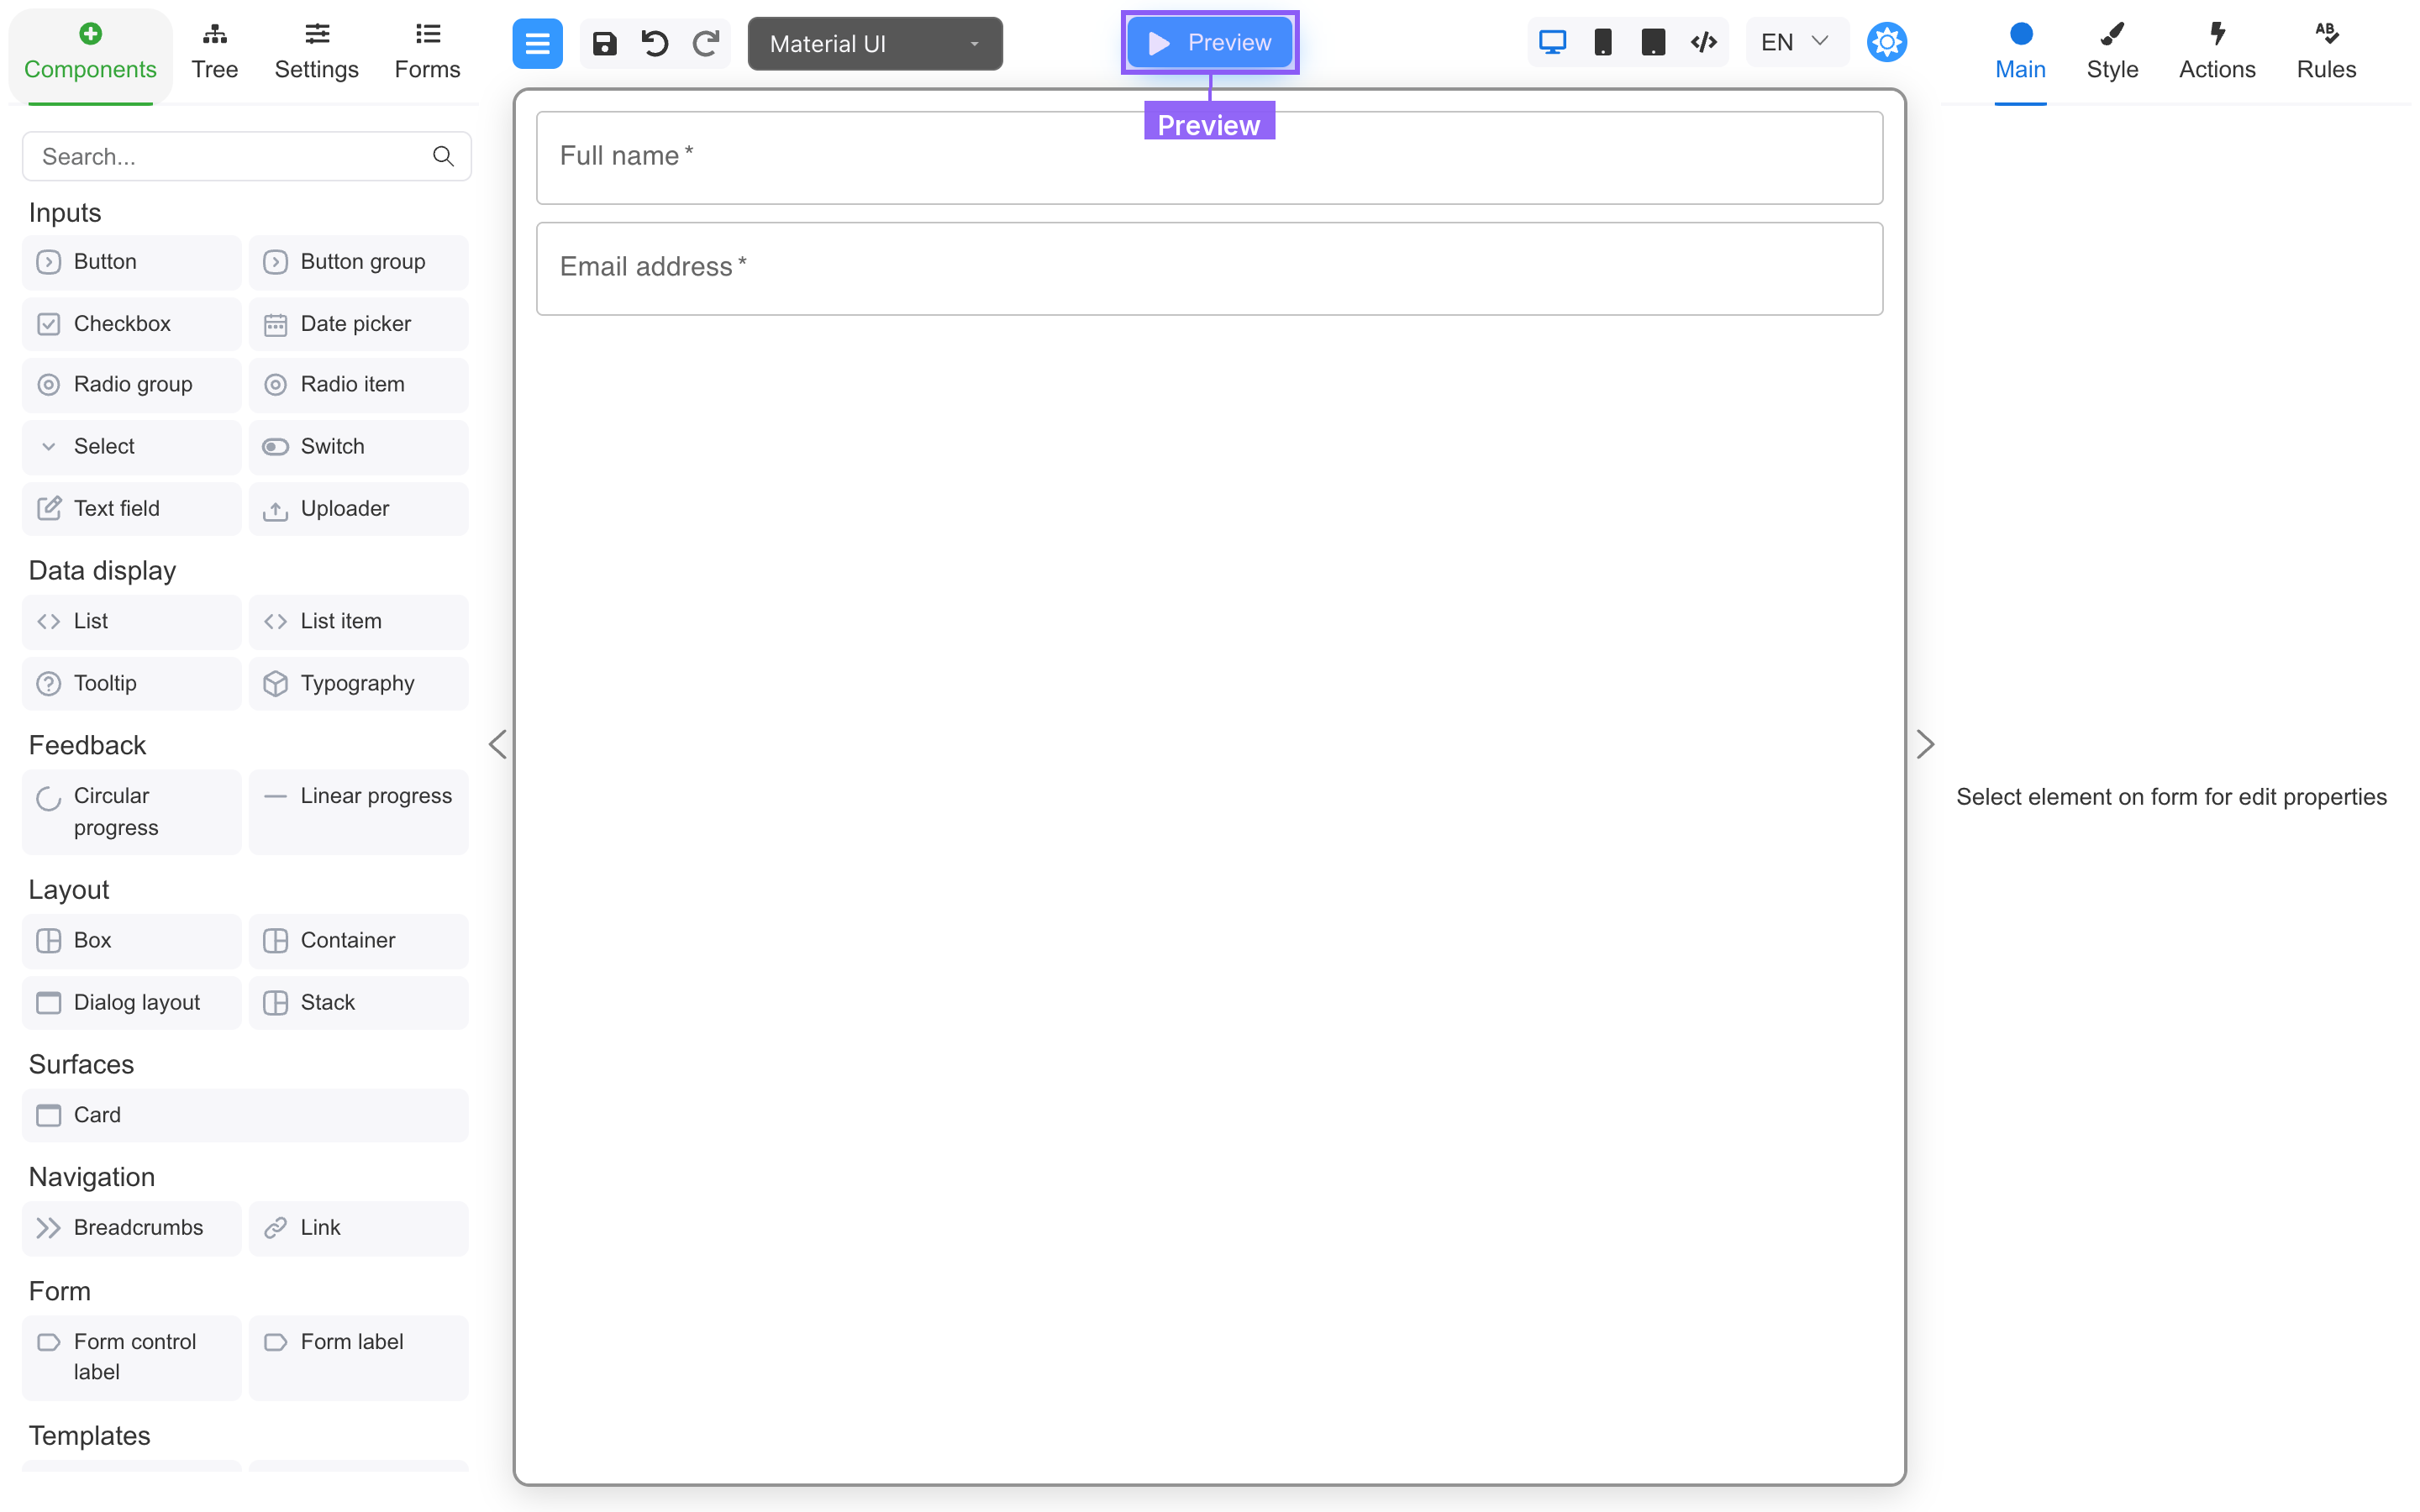 Components
Tree
Settings
Forms
Material UI
Preview
EN
Main
Style
Actions
AB
Rules
Preview
Search...
Full name *
Email address *
Inputs
Button
Button group
Checkbox
Date picker
Radio group
Radio item
Select
Switch
Text field
Uploader
Data display
List
List item
Tooltip
Typography
Feedback
Circular
progress
Linear progress
Select element on form for edit properties
Layout
Box
Container
Dialog layout
Stack
Surfaces
Card
Navigation
Breadcrumbs
Link
Form
Form control
label
Form label
Templates